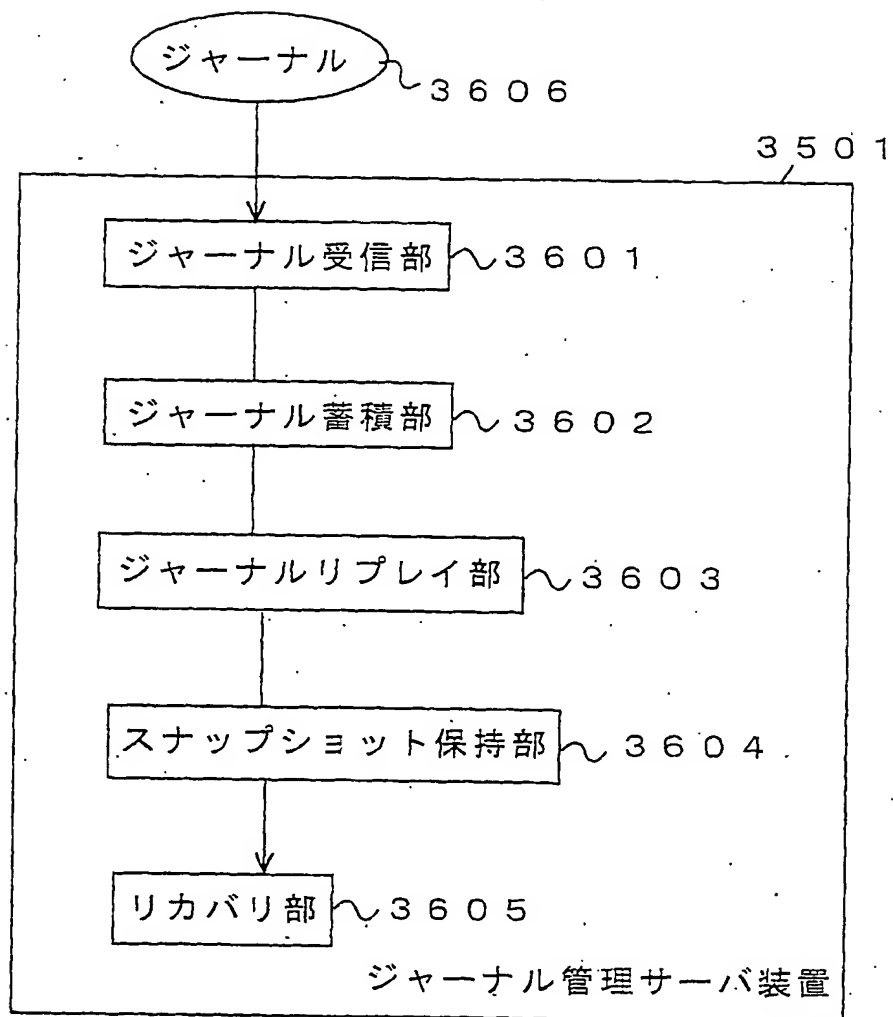 ジャーナル
3606
3501
ジャーナル受信部
3601
ジャーナル蓄積部
3602
ジャーナルリプレイ部
3603
スナップショット保持部
3604
リカバリ部
3605
ジャーナル管理サーバ装置